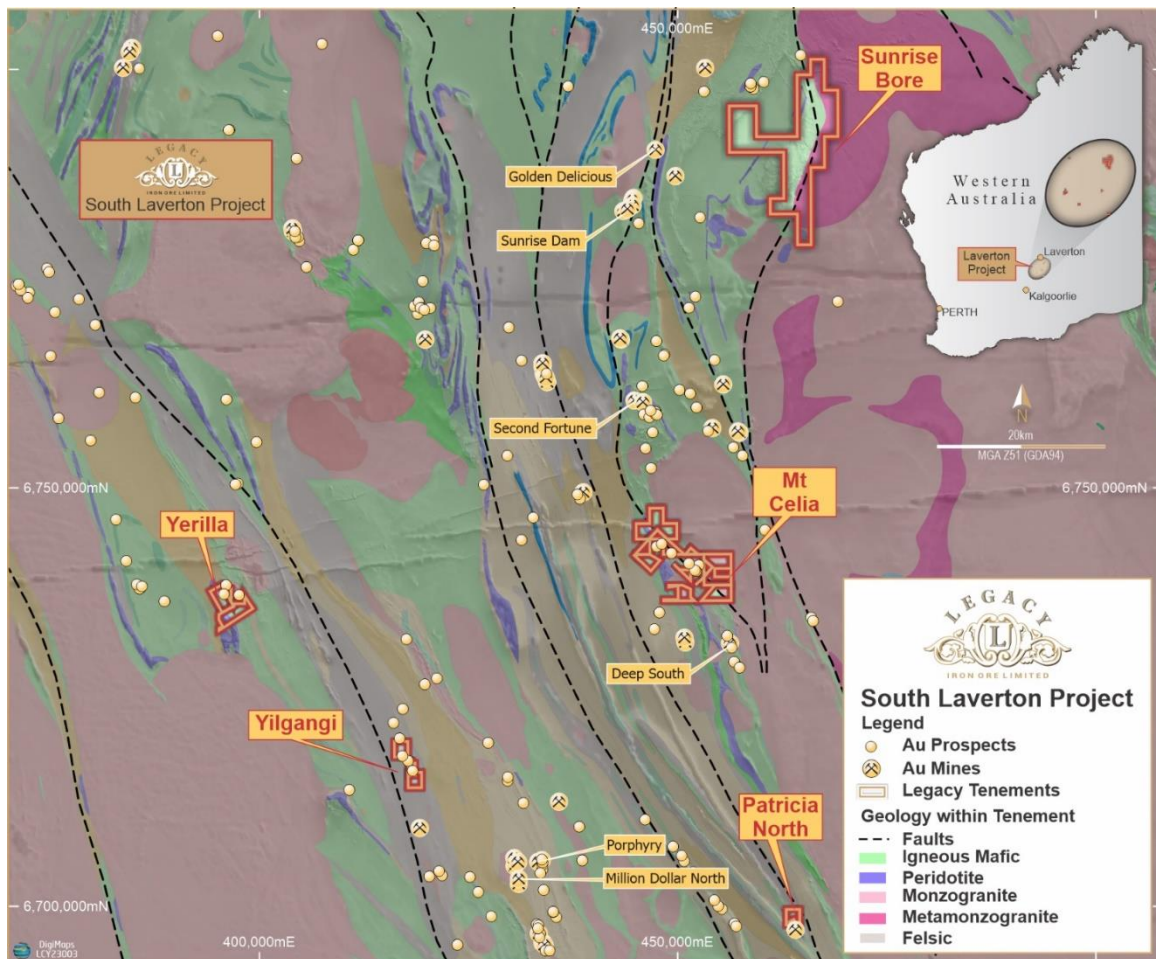 450,000mE
Sunrise
Bore
LEGACY
L
IRON ORE LIMITED
South Laverton Project
Golden Delicious
Sunrise Dam
Western
Australia
Laverton
Project
Laverton
Kalgoorlie
PERTH
N
20km
MGA Z51 (GDA94)
Second Fortune
6,750,000mN
6,750,000mN
Mt
Celia
Yerilla
Deep South
Yilgangi
Patricia
North
Porphyry
Million Dollar North
6,700,000mN
400,000mE
450,000mE
DigiMaps
LCY23003
LEGACY
L
IRON ORE LIMITED
South Laverton Project
Legend
Au Prospects
Au Mines
Legacy Tenements
Geology within Tenement
Faults
Igneous Mafic
Peridotite
Monzogranite
Metamonzogranite
Felsic